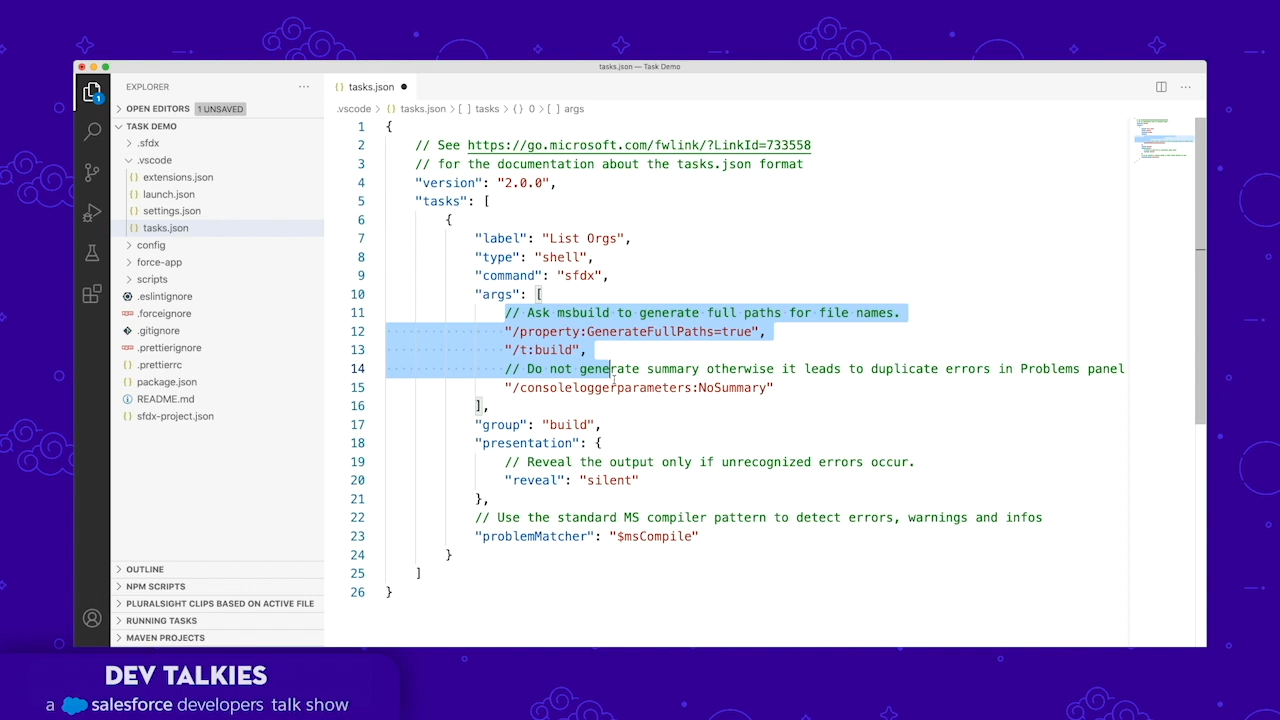 tasks.json — Task Demo
EXPLORER
OPEN EDITORS 1 UNSAVED
TASK DEMO
.sfdx
.vscode
extensions.json
launch.json
settings.json
tasks.json
config
force-app
scripts
.eslintignore
.forceignore
.gitignore
.prettierignore
.prettierrc
package.json
README.md
sfdx-project.json
OUTLINE
NPM SCRIPTS
PLURALSIGHT CLIPS BASED ON ACTIVE FILE
RUNNING TASKS
MAVEN PROJECTS
1
{} tasks.json
.vscode > {} tasks.json > [ ] tasks > {} 0 > [ ] args
1 {
2 // See https://go.microsoft.com/fwlink/?LinkId=733558
3 // for the documentation about the tasks.json format
4 "version": "2.0.0",
5 "tasks": [
6 {
7 "label": "List Orgs",
8 "type": "shell",
9 "command": "sfdx",
10 "args": [
11 // Ask msbuild to generate full paths for file names.
12 "/property:GenerateFullPaths=true",
13 "/t:build",
14 // Do not generate summary otherwise it leads to duplicate errors in Problems panel
15 "/consoleloggerparameters:NoSummary"
16 ],
17 "group": "build",
18 "presentation": {
19 // Reveal the output only if unrecognized errors occur.
20 "reveal": "silent"
21 },
22 // Use the standard MS compiler pattern to detect errors, warnings and infos
23 "problemMatcher": "$msCompile"
24 }
25 ]
26 }
DEV TALKIES
a salesforce developers talk show